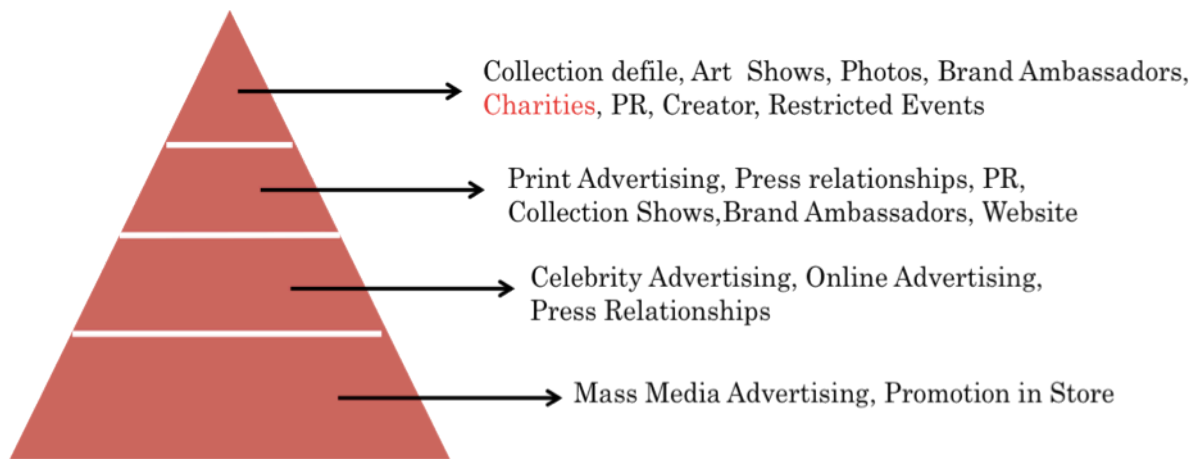 Collection defile, Art Shows, Photos, Brand Ambassadors,
Charities, PR, Creator, Restricted Events
Print Advertising, Press relationships, PR,
Collection Shows,Brand Ambassadors, Website
Celebrity Advertising, Online Advertising,
Press Relationships
Mass Media Advertising, Promotion in Store